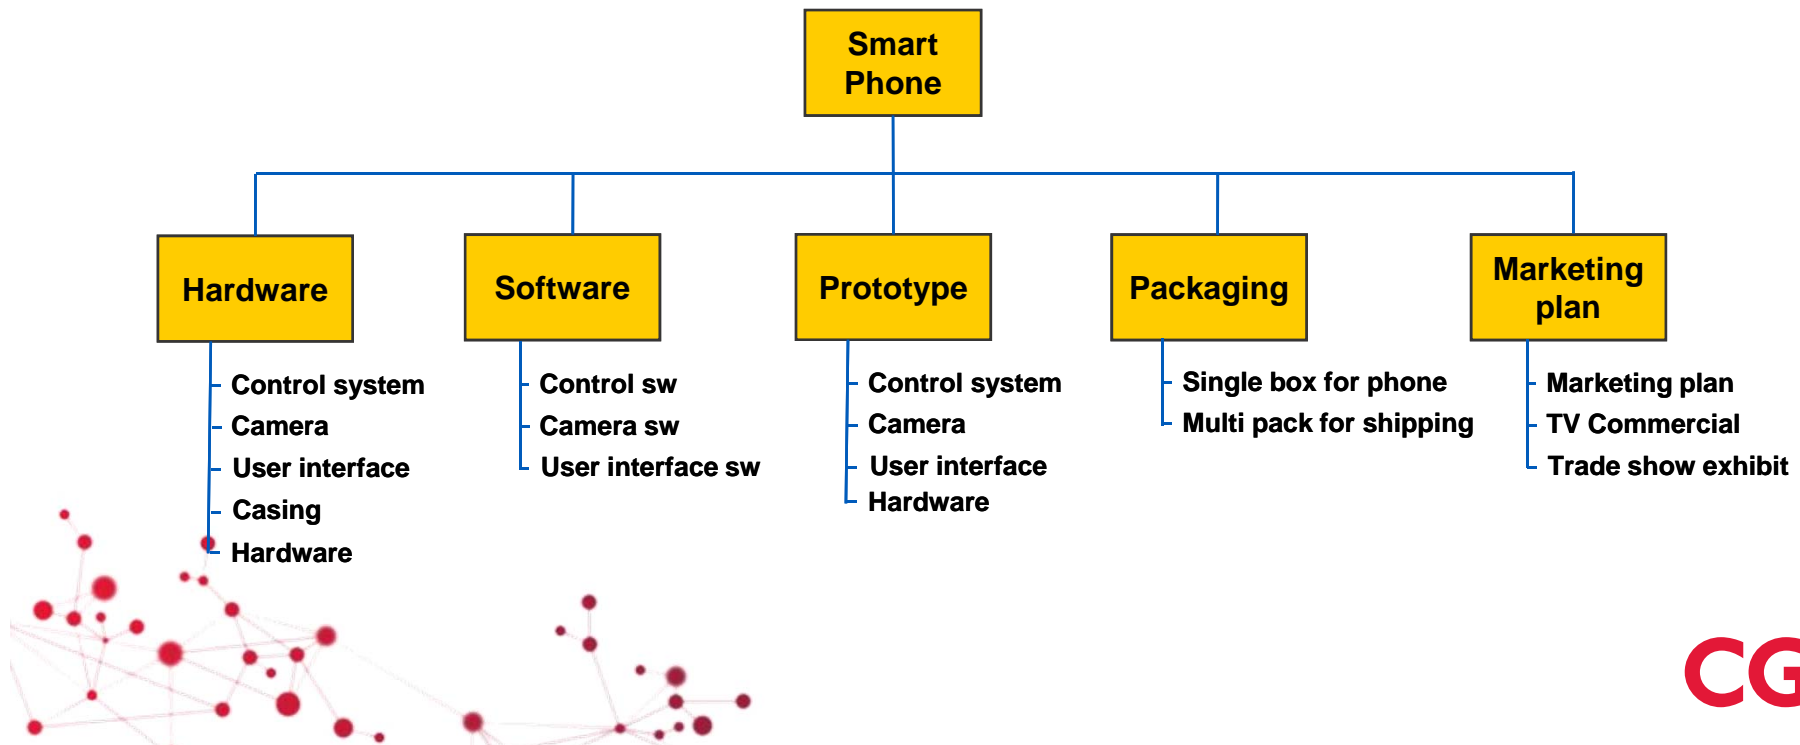 Smart
Phone
Hardware
Software
Prototype
Packaging
Marketing
plan
Control system
Camera
User interface
Casing
Hardware
Control sw
Camera sw
User interface sw
Control system
Camera
User interface
Hardware
Single box for phone
Multi pack for shipping
Marketing plan
TV Commercial
Trade show exhibit
CG